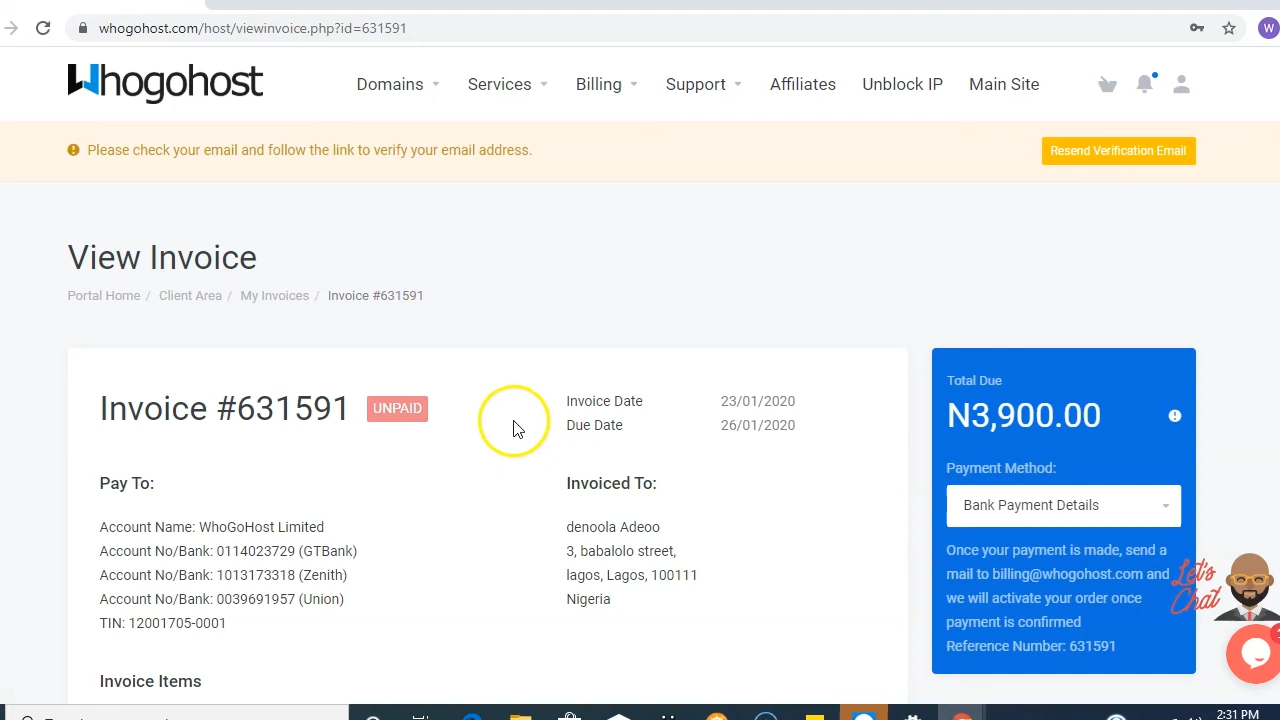 whogohost.com/host/viewinvoice.php?id=631591
W
Whogohost
Domains Services Billing Support Affiliates Unblock IP Main Site
Please check your email and follow the link to verify your email address.
Resend Verification Email
View Invoice
Portal Home / Client Area / My Invoices / Invoice #631591
Invoice #631591 UNPAID
Invoice Date 23/01/2020
Due Date 26/01/2020
Pay To:
Account Name: WhoGoHost Limited
Account No/Bank: 0114023729 (GTBank)
Account No/Bank: 1013173318 (Zenith)
Account No/Bank: 0039691957 (Union)
TIN: 12001705-0001
Invoiced To:
denoola Adeoo
3, babalolo street,
lagos, Lagos, 100111
Nigeria
Invoice Items
Total Due
N3,900.00
Payment Method:
Bank Payment Details
Once your payment is made, send a
mail to billing@whogohost.com and
we will activate your order once
payment is confirmed
Reference Number: 631591
Let's
Chat
2:31 PM